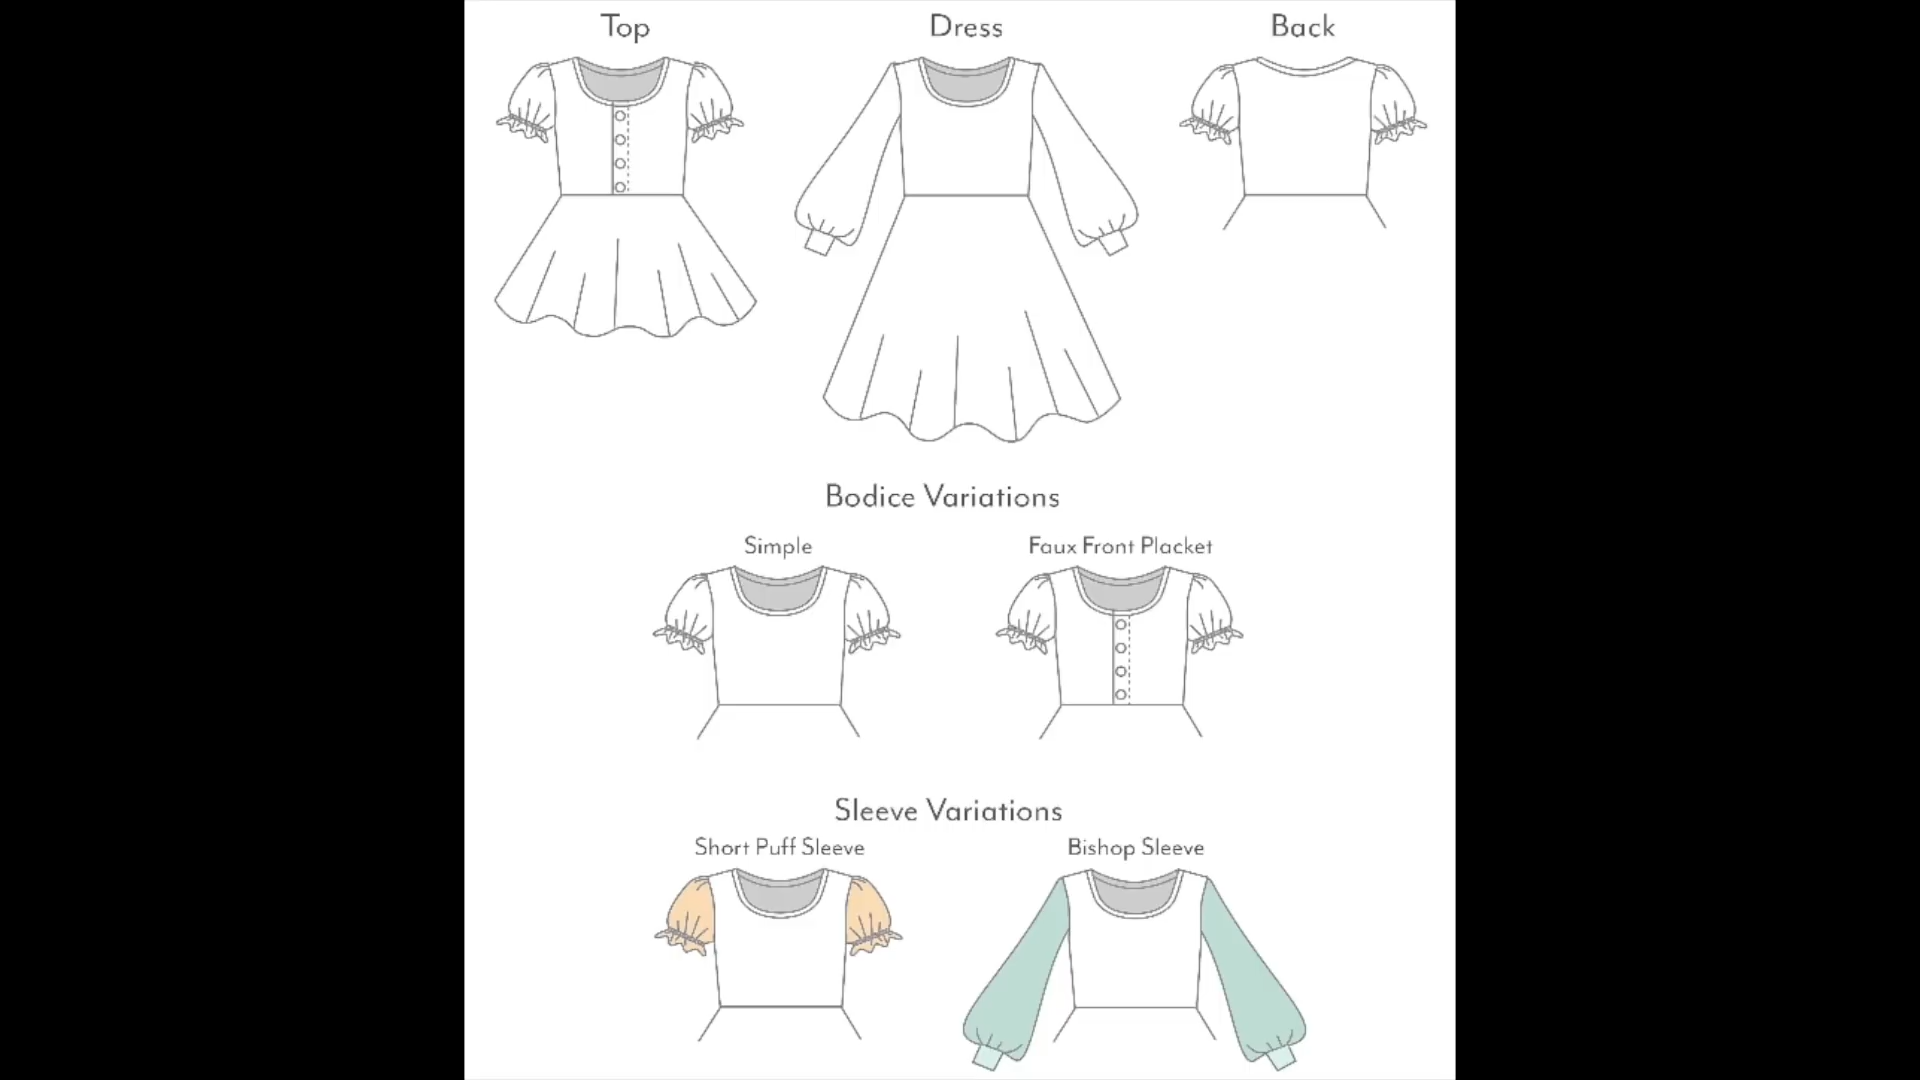 Top
Dress
Back
Bodice Variations
Simple
Faux Front Placket
Sleeve Variations
Short Puff Sleeve
Bishop Sleeve